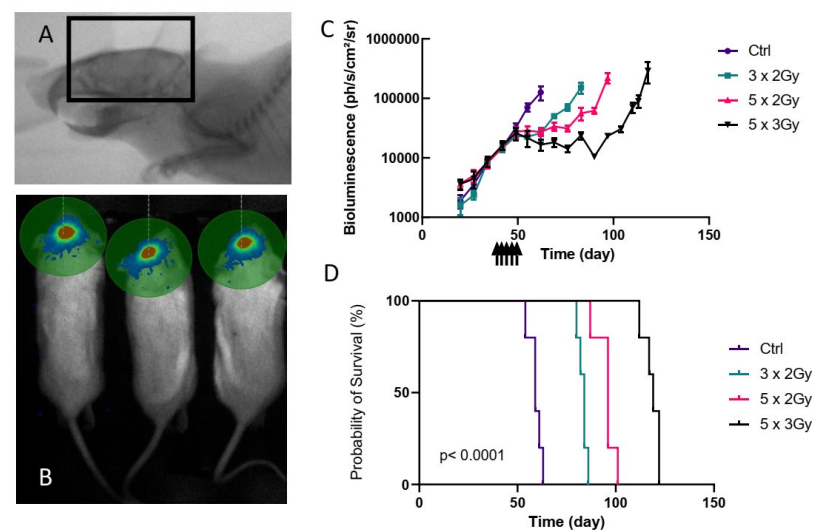 A
B
C
Bioluminescence (ph/s/cm²/sr)
1000000
100000
10000
1000
0
50
100
150
Time (day)
Ctrl
3 x 2Gy
5 x 2Gy
5 x 3Gy
D
Probability of Survival (%)
100
50
0
p< 0.0001
0
50
100
150
Time (day)
Ctrl
3 x 2Gy
5 x 2Gy
5 x 3Gy